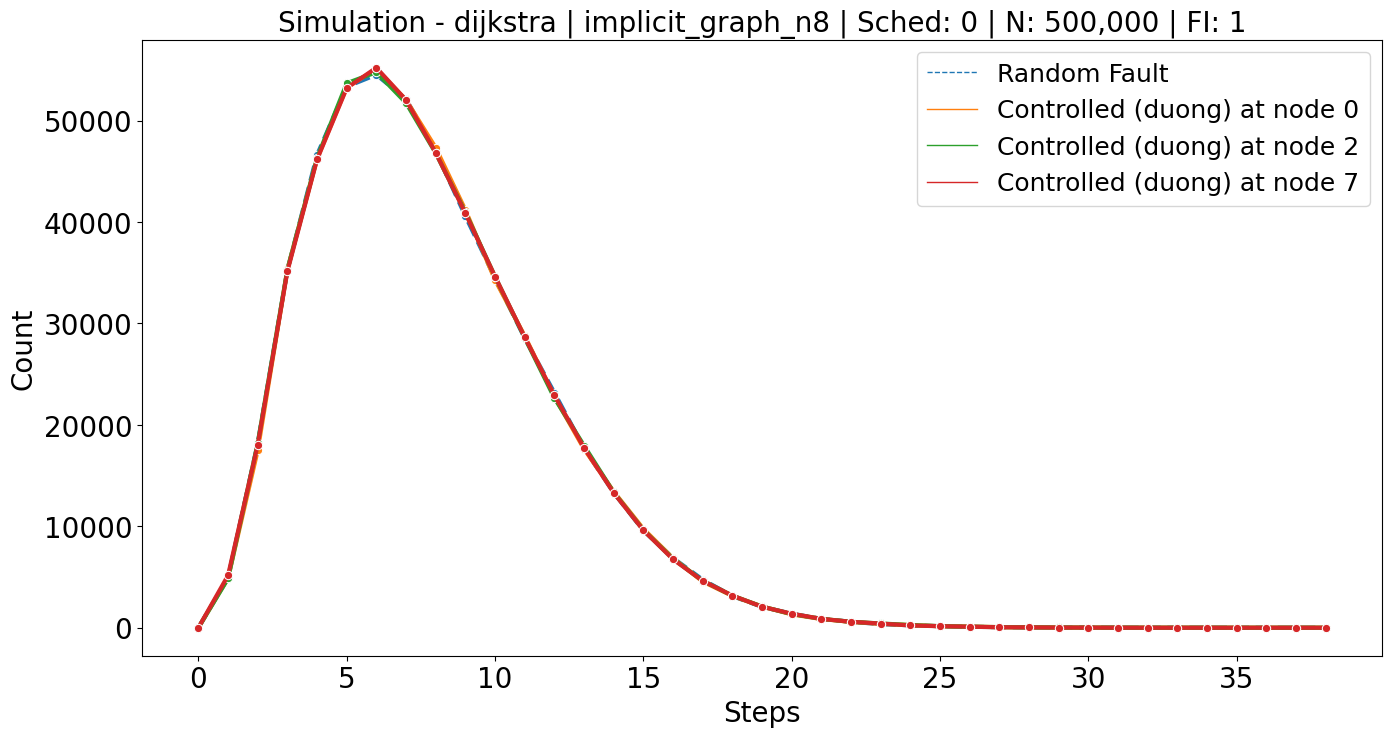 Simulation - dijkstra | implicit_graph_n8 | Sched: 0 | N: 500,000 | FI: 1
Random Fault
Controlled (duong) at node 0
Controlled (duong) at node 2
Controlled (duong) at node 7
Count
50000
40000
30000
20000
10000
0
0 5 10 15 20 25 30 35
Steps